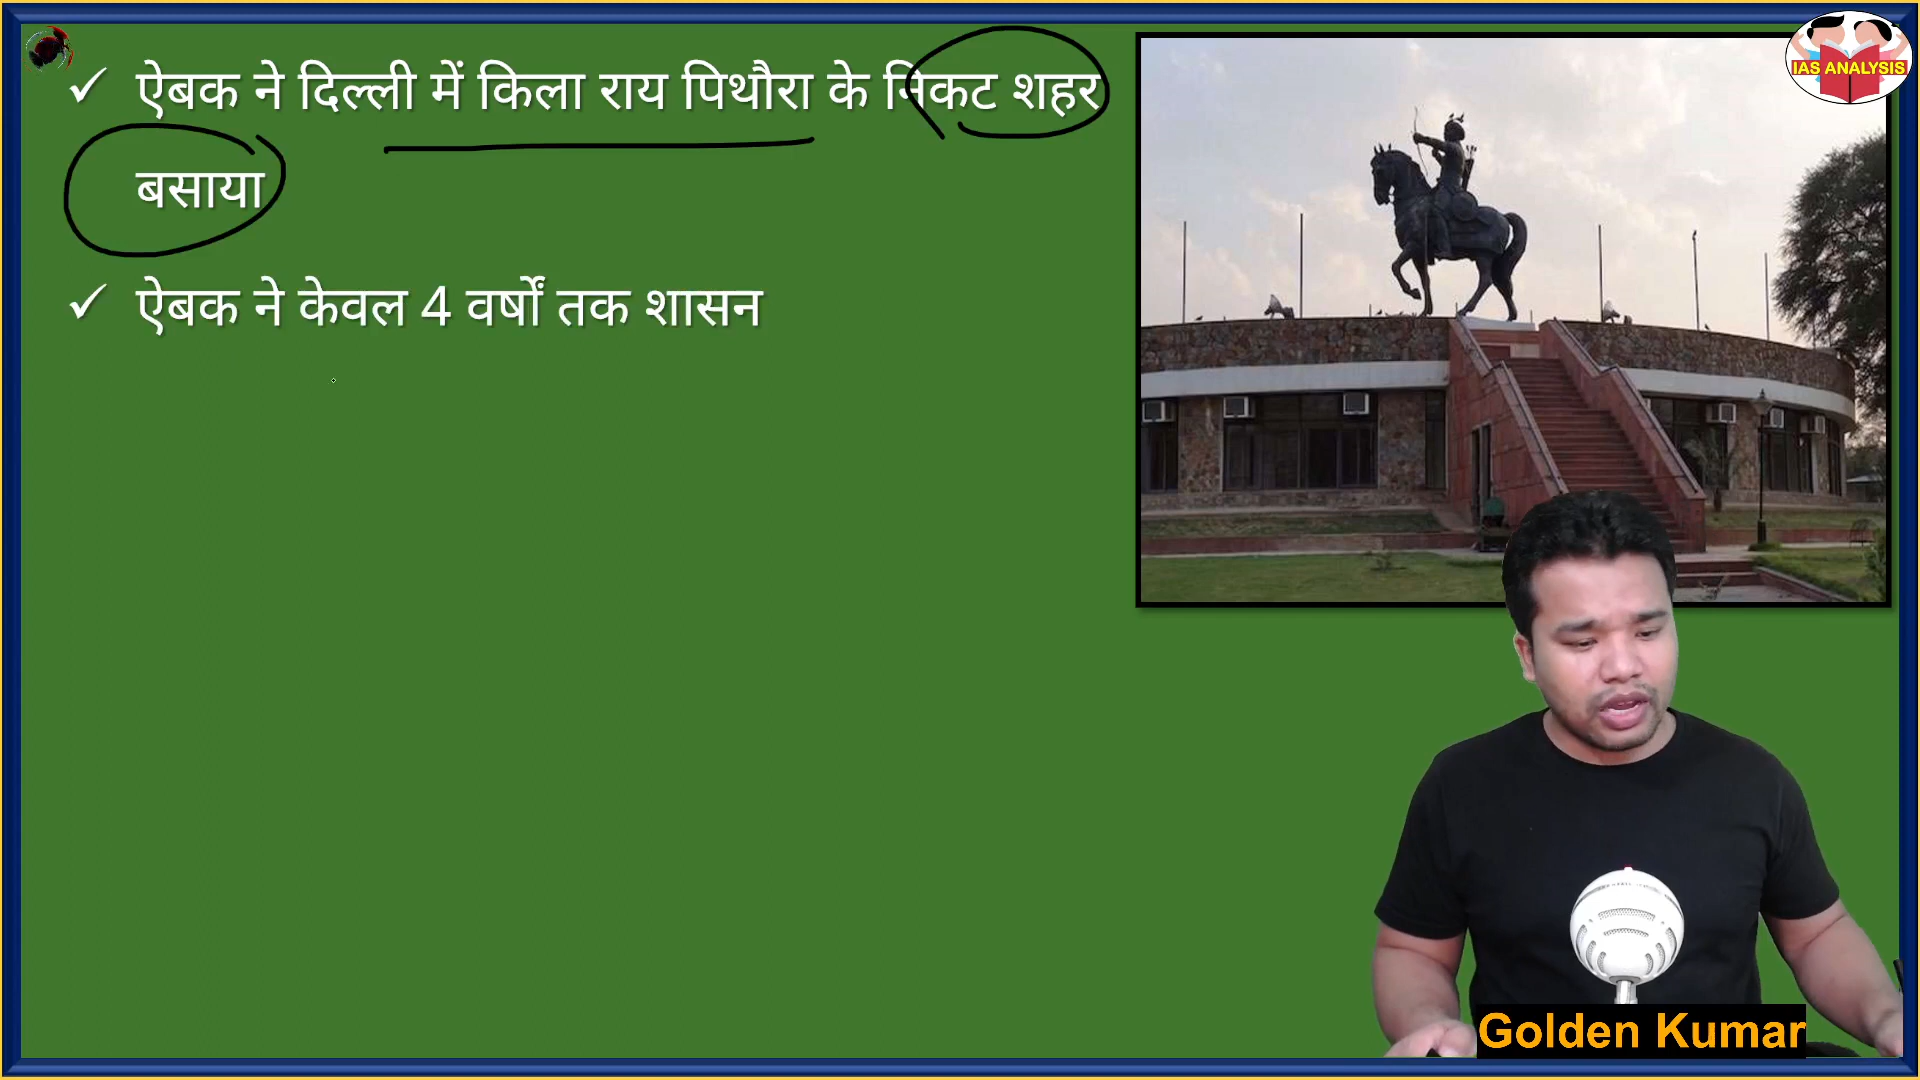 ऐबक ने दिल्ली में किला राय पिथौरा के निकट शहर
बसाया
ऐबक ने केवल 4 वर्षों तक शासन
IAS ANALYSIS
Golden Kumar